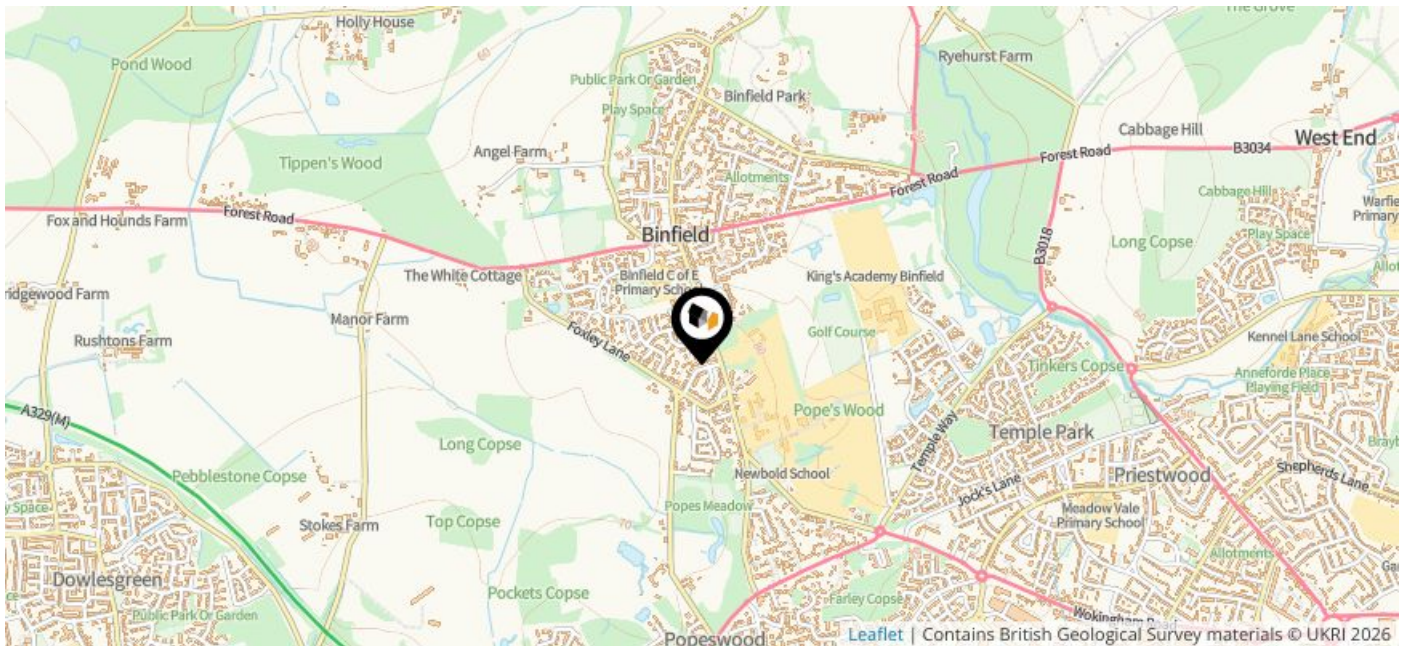 Holly House
The Grove
Pond Wood
Ryehurst Farm
Public Park Or Garden
Binfield Park
Play Space
Cabbage Hill
West End
Angel Farm
Forest Road
B3034
Tippen's Wood
Allotments
Forest Road
Cabbage Hill
Fox and Hounds Farm
Forest Road
Play Space
Primary
Binfield
B3018
Long Copse
The White Cottage
Binfield C of E
Primary
King's Academy Binfield
ridgewood Farm
Manor Farm
Foxley Lane
Golf Course
Kennel Lane School
Rushtons Farm
Tinkers Copse
Anneforde Place
Playing Field
A329(M)
Pope's Wood
Long Copse
Temple Way
Temple Park
Pebblestone Copse
Newbold School
Jock's Lane
Priestwood
Shepherds Lane
y Space
Popes Meadow
Meadow Vale
Primary School
Stokes Farm
Top Copse
Allotments
Dowlesgreen
Pockets Copse
Farley Copse
Public Park Or Garden
Wokingham Road
Popeswood
Leaflet | Contains British Geological Survey materials © UKRI 2026